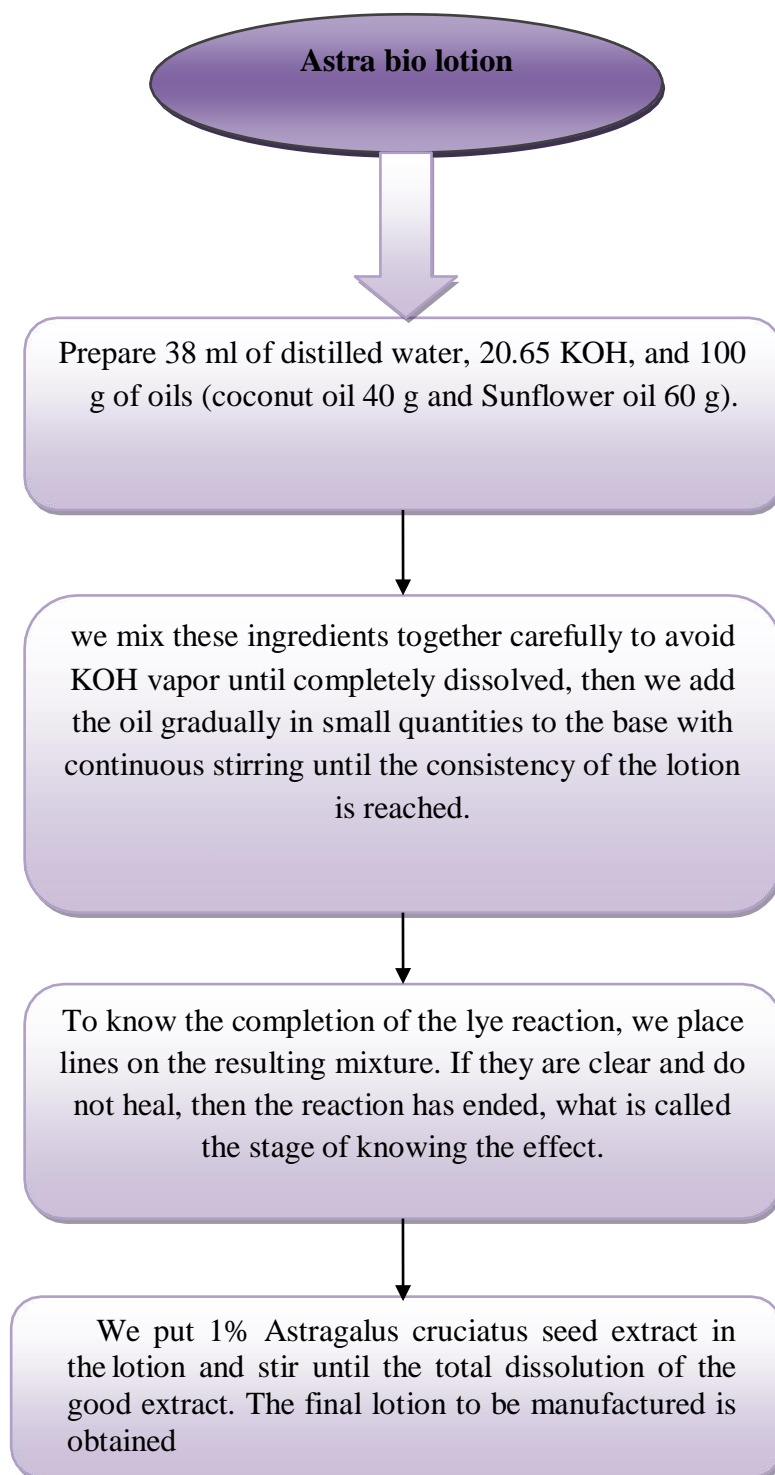 Astra bio lotion
Prepare 38 ml of distilled water, 20.65 KOH, and 100
g of oils (coconut oil 40 g and Sunflower oil 60 g).
we mix these ingredients together carefully to avoid
KOH vapor until completely dissolved, then we add
the oil gradually in small quantities to the base with
continuous stirring until the consistency of the lotion
is reached.
To know the completion of the lye reaction, we place
lines on the resulting mixture. If they are clear and do
not heal, then the reaction has ended, what is called
the stage of knowing the effect.
We put 1% Astragalus cruciatus seed extract in
the lotion and stir until the total dissolution of the
good extract. The final lotion to be manufactured is
obtained